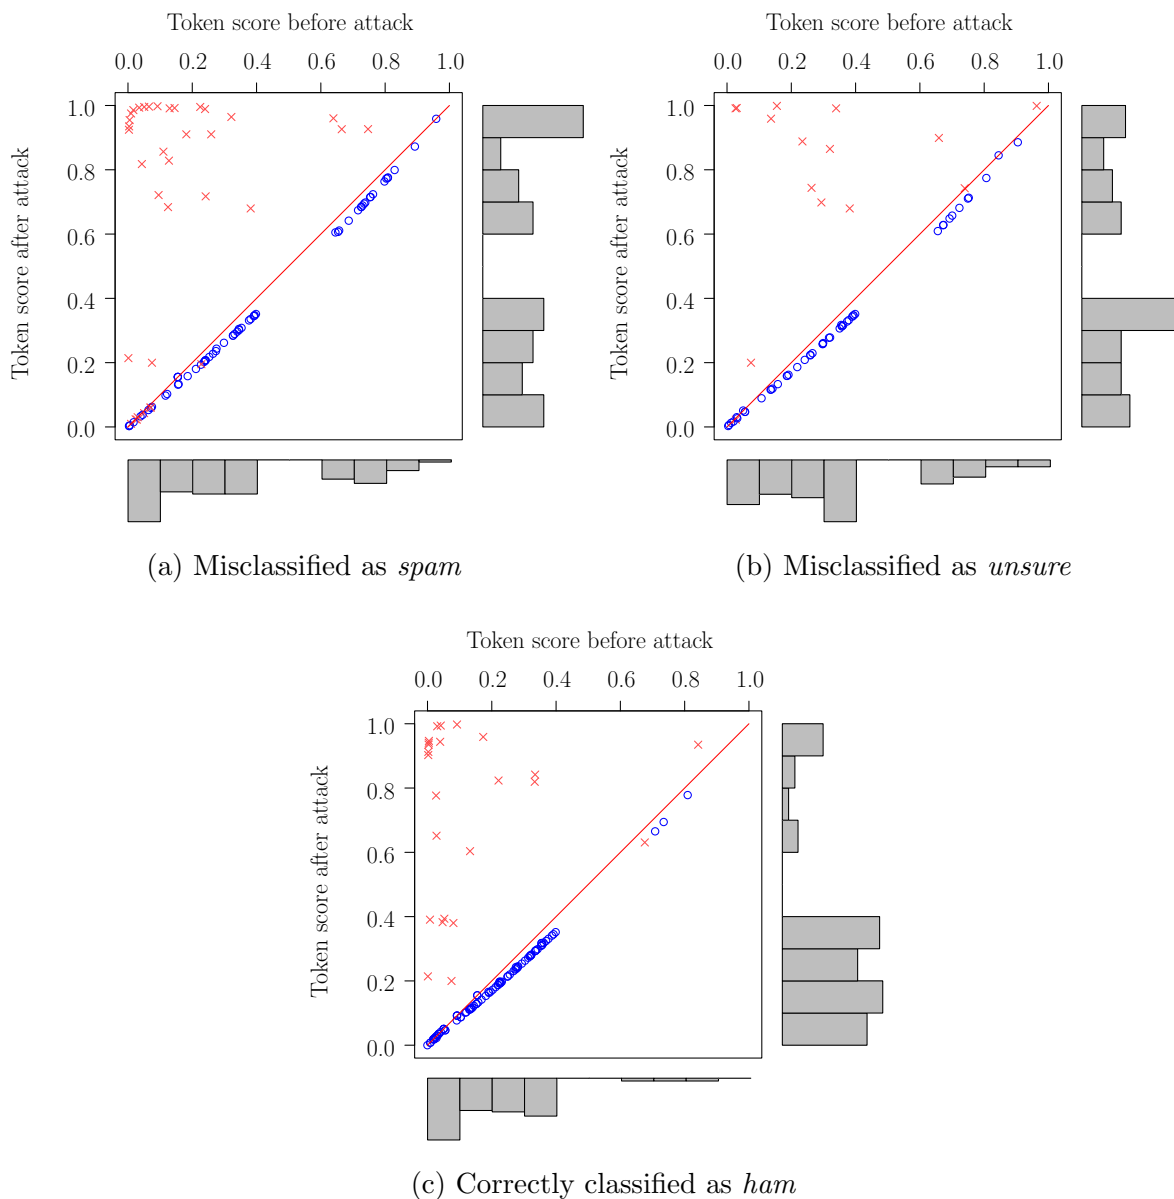 Token score before attack
Token score before attack
0.0 0.2 0.4 0.6 0.8 1.0
0.0 0.2 0.4 0.6 0.8 1.0
Token score after attack
1.0
0.8
0.6
0.4
0.2
0.0
Token score after attack
1.0
0.8
0.6
0.4
0.2
0.0
(a) Misclassified as spam
(b) Misclassified as unsure
Token score before attack
0.0 0.2 0.4 0.6 0.8 1.0
Token score after attack
1.0
0.8
0.6
0.4
0.2
0.0
(c) Correctly classified as ham